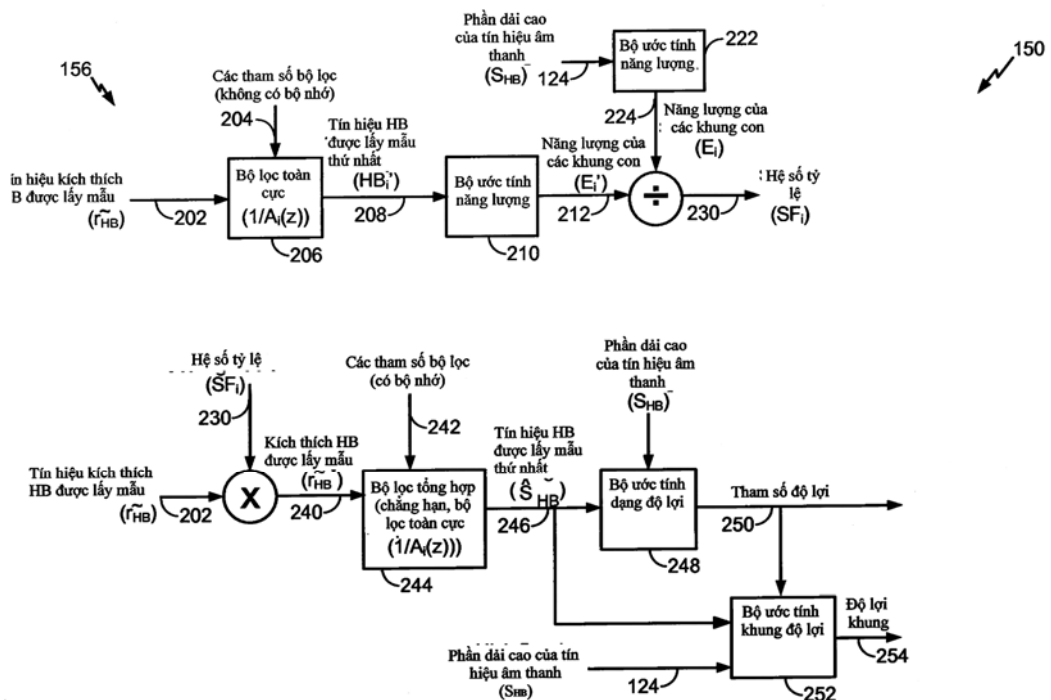 156
150
Phần dải cao
của tín hiệu âm
thanh
(S_HB)
124
Bộ ước tính
năng lượng
222
224
Năng lượng của
các khung con
(E_i)
Các tham số bộ lọc
(không có bộ nhớ)
204
Tín hiệu HB
được lấy mẫu
thứ nhất
(HB_i')
208
ín hiệu kích thích
B được lấy mẫu
(r̃_HB)
202
Bộ lọc toàn
cực
(1/A_i(z))
206
Bộ ước tính
năng lượng
210
Năng lượng của
các khung con
(E_i')
212
÷
230
Hệ số tỷ
lệ
(SF_i)
Hệ số tỷ lệ
(SF_i)
230
Các tham số bộ lọc
(có bộ nhớ)
242
Phần dải cao
của tín hiệu âm
thanh
(S_HB)
Tín hiệu kích thích
HB được lấy mẫu
(r̃_HB)
202
X
Kích thích HB
được lấy mẫu
(r̃_HB)
240
Bộ lọc tổng hợp
(chẳng hạn, bộ
lọc toàn cực
(1/A_i(z)))
244
Tín hiệu HB
được lấy mẫu
thứ nhất
(Ŝ_HB)
246
Bộ ước tính
dạng độ lợi
248
Tham số độ lợi
250
Bộ ước tính
khung độ lợi
252
Độ lợi
khung
254
Phần dải cao của tín
hiệu âm thanh
(S_HB)
124